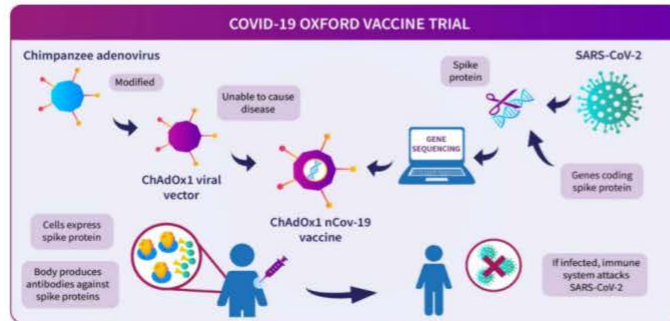 COVID-19 OXFORD VACCINE TRIAL
Chimpanzee adenovirus
Modified
Unable to cause
disease
ChAdOx1 viral
vector
ChAdOx1 nCov-19
vaccine
GENE
SEQUENCING
Spike
protein
SARS-CoV-2
Genes coding
spike protein
Cells express
spike protein
Body produces
antibodies against
spike proteins
If infected, immune
system attacks
SARS-CoV-2